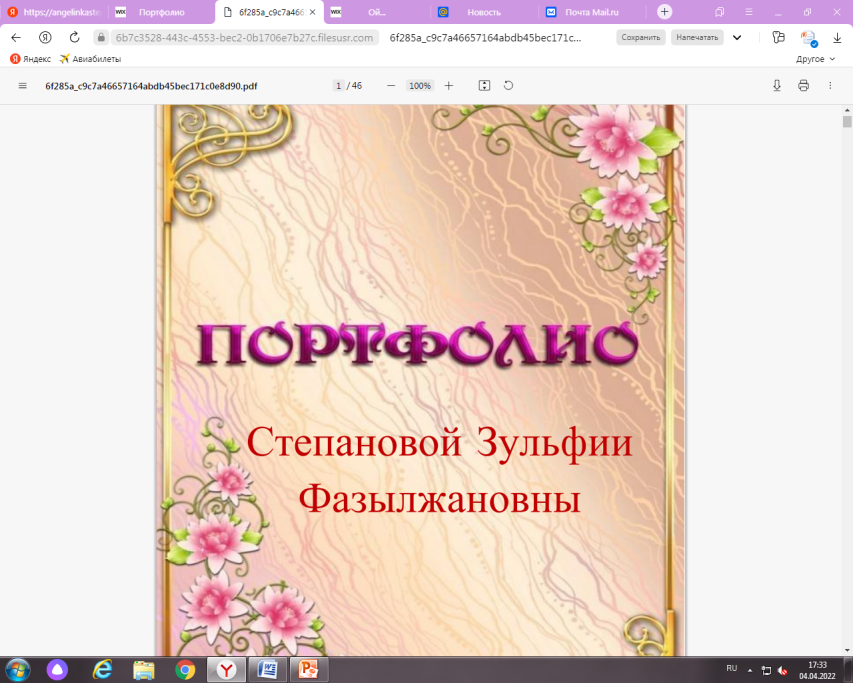 https://angelinkaste
Портфолио
6f285a_c9c7a4665
Ой...
Новость
Почта Mail.ru
6b7c3528-443c-4553-bec2-0b1706e7b27c.filesusr.com 6f285a_c9c7a46657164abdb45bec171c...
Сохранить
Напечатать
Яндекс
Авиабилеты
Другое
6f285a_c9c7a46657164abdb45bec171c0e8d90.pdf
1 / 46
100%
ПОРТФОЛИО
Степановой Зульфии
Фазылжановны
RU
17:33
04.04.2022